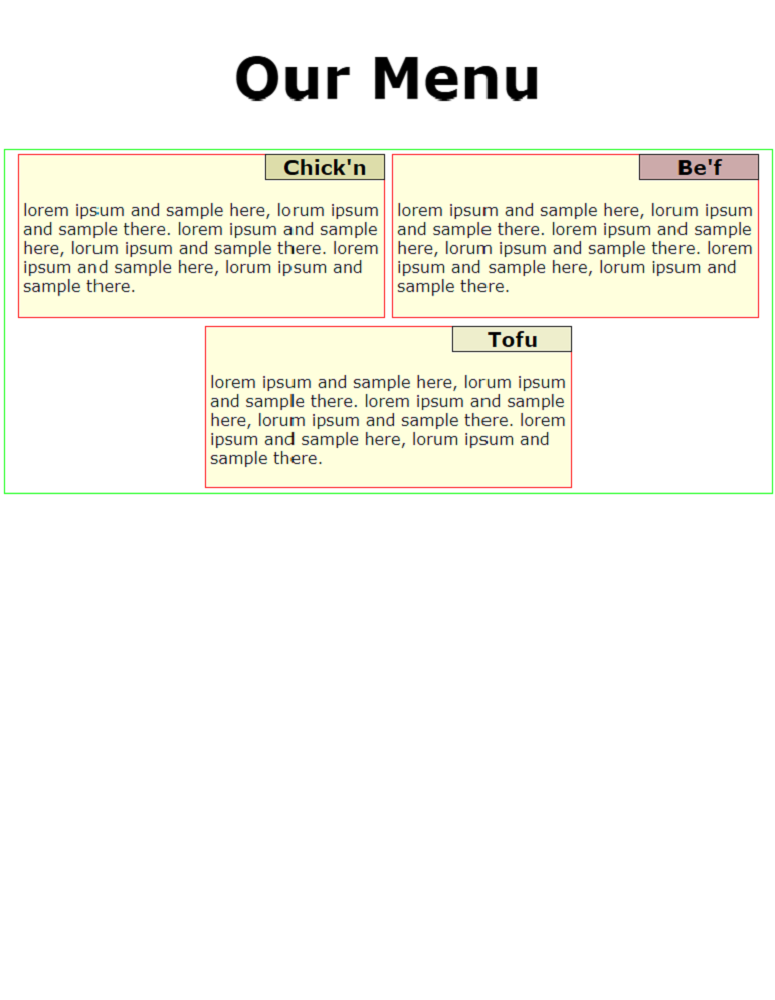 Our Menu
Chick'n
lorem ipsum and sample here, lorum ipsum
and sample there. lorem ipsum and sample
here, lorum ipsum and sample there. lorem
ipsum and sample here, lorum ipsum and
sample there.
Be'f
lorem ipsum and sample here, lorum ipsum
and sample there. lorem ipsum and sample
here, lorum ipsum and sample there. lorem
ipsum and sample here, lorum ipsum and
sample there.
Tofu
lorem ipsum and sample here, lorum ipsum
and sample there. lorem ipsum and sample
here, lorum ipsum and sample there. lorem
ipsum and sample here, lorum ipsum and
sample there.